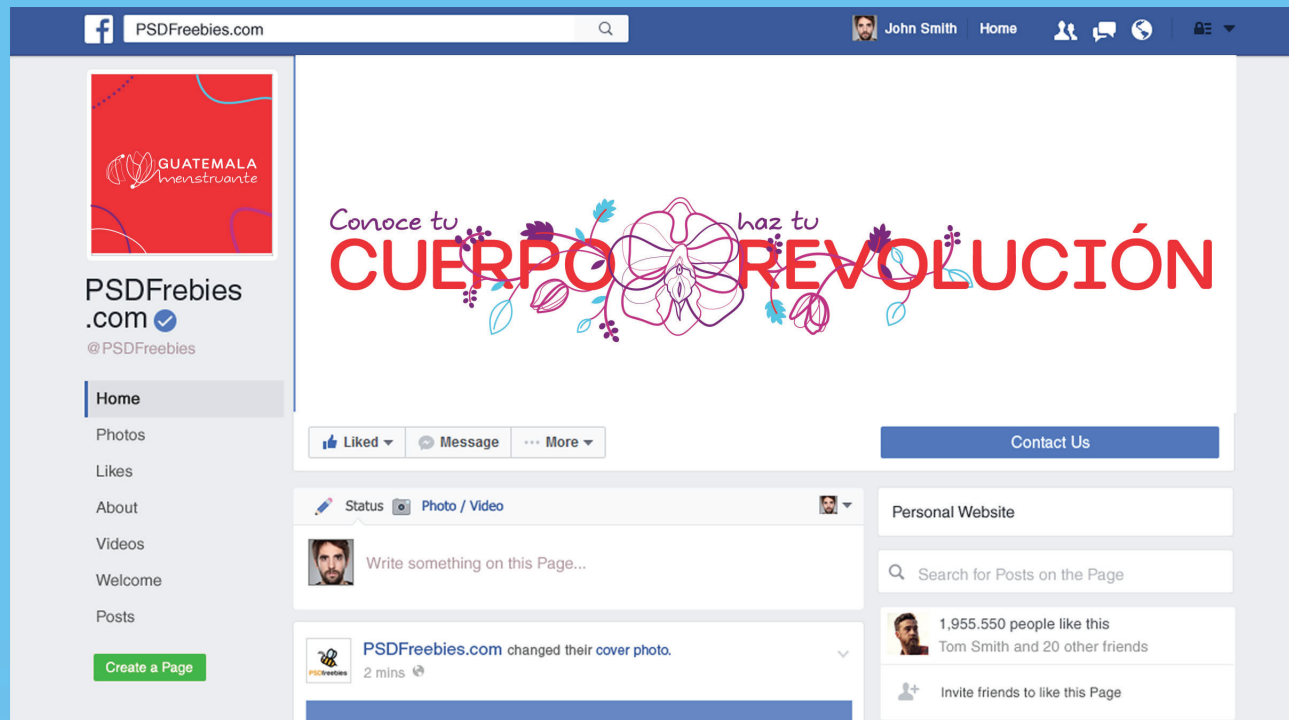 PSDFreebies.com
John Smith Home
GUATEMALA
menstruante
PSDFrebies
.com
@PSDFreebies
Home
Photos
Likes
About
Videos
Welcome
Posts
Create a Page
Conoce tu haz tu
CUERPO REVOLUCIÓN
Liked Message More
Contact Us
Status Photo / Video
Write something on this Page...
PSDFreebies.com changed their cover photo.
2 mins
PSDfreebies
Personal Website
Search for Posts on the Page
1,955.550 people like this
Tom Smith and 20 other friends
Invite friends to like this Page